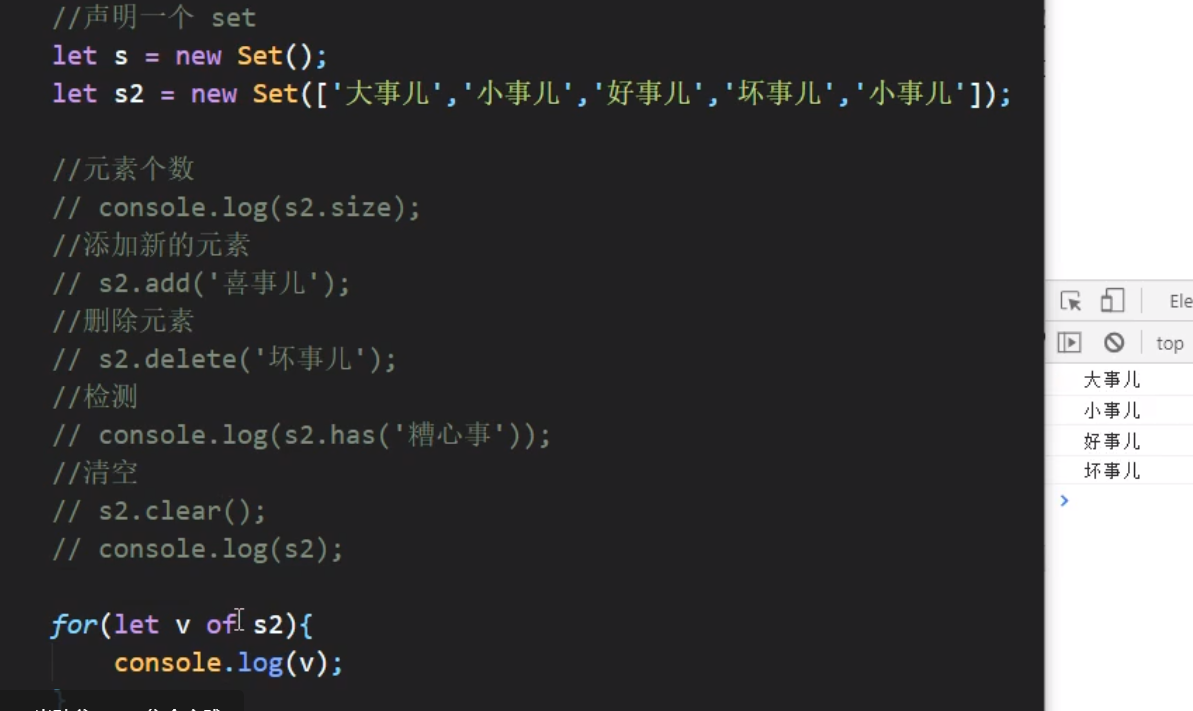 //声明一个 set
let s = new Set();
let s2 = new Set(['大事儿','小事儿','好事儿','坏事儿','小事儿']);
//元素个数
// console.log(s2.size);
//添加新的元素
// s2.add('喜事儿');
//删除元素
// s2.delete('坏事儿');
//检测
// console.log(s2.has('糟心事'));
//清空
// s2.clear();
// console.log(s2);
for(let v of s2){
console.log(v);
}
Ele
top
大事儿
小事儿
好事儿
坏事儿
>